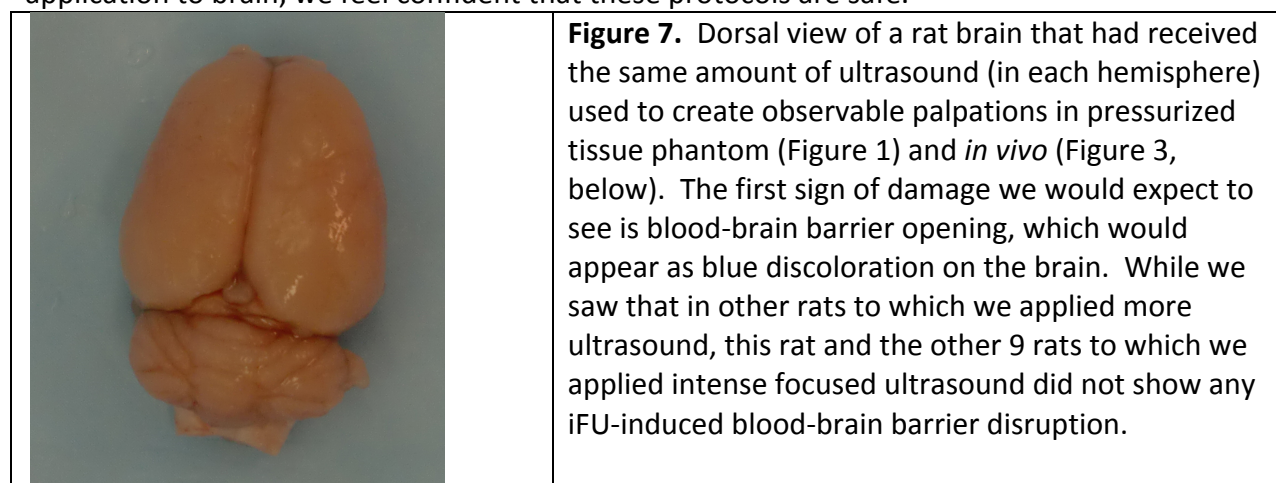 application to brain, we feel confident that these protocols are safe.
Figure 7. Dorsal view of a rat brain that had received
the same amount of ultrasound (in each hemisphere)
used to create observable palpations in pressurized
tissue phantom (Figure 1) and in vivo (Figure 3,
below). The first sign of damage we would expect to
see is blood-brain barrier opening, which would
appear as blue discoloration on the brain. While we
saw that in other rats to which we applied more
ultrasound, this rat and the other 9 rats to which we
applied intense focused ultrasound did not show any
iFU-induced blood-brain barrier disruption.